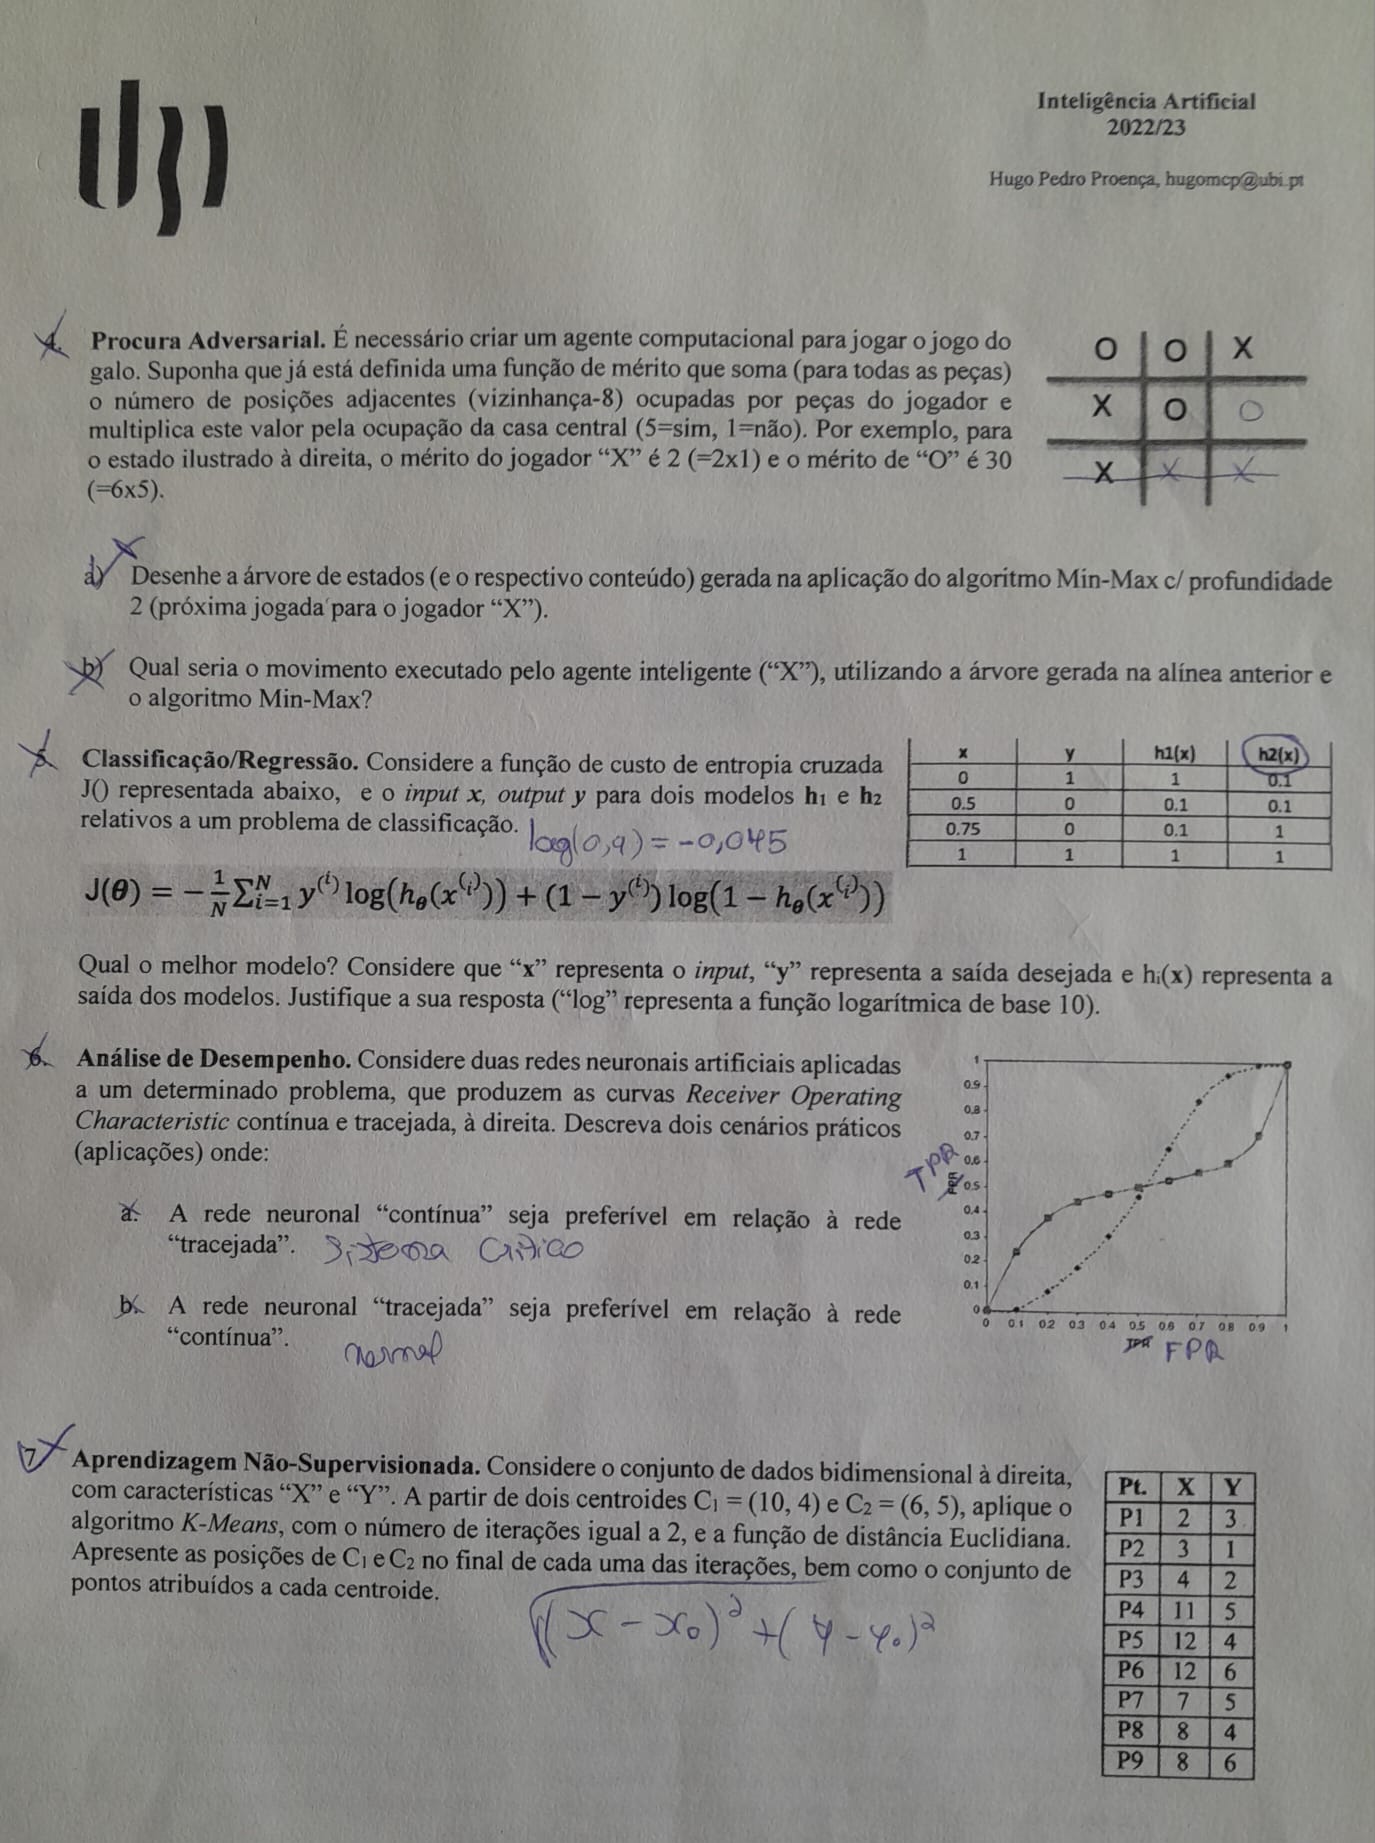 ubi
Inteligência Artificial
2022/23
Hugo Pedro Proença, hugomcp@ubi.pt
4. Procura Adversarial. É necessário criar um agente computacional para jogar o jogo do
galo. Suponha que já está definida uma função de mérito que soma (para todas as peças)
o número de posições adjacentes (vizinhança-8) ocupadas por peças do jogador e
multiplica este valor pela ocupação da casa central (5=sim, 1=não). Por exemplo, para
o estado ilustrado à direita, o mérito do jogador “X” é 2 (=2x1) e o mérito de “O” é 30
(=6x5).
O O X
X O O
X X X
a) Desenhe a árvore de estados (e o respectivo conteúdo) gerada na aplicação do algoritmo Min-Max c/ profundidade
2 (próxima jogada para o jogador “X”).
b) Qual seria o movimento executado pelo agente inteligente (“X”), utilizando a árvore gerada na alínea anterior e
o algoritmo Min-Max?
5. Classificação/Regressão. Considere a função de custo de entropia cruzada
J() representada abaixo, e o input x, output y para dois modelos h1 e h2
relativos a um problema de classificação.
log(0,9) = -0,045
x y h1(x) h2(x)
0 1 1 0.1
0.5 0 0.1 0.1
0.75 0 0.1 1
1 1 1 1
J(θ) = −1/N ∑ᵢ₌₁ᴺ y⁽ⁱ⁾ log(hθ(x⁽ⁱ⁾)) + (1 − y⁽ⁱ⁾) log(1 − hθ(x⁽ⁱ⁾))
Qual o melhor modelo? Considere que “x” representa o input, “y” representa a saída desejada e hᵢ(x) representa a
saída dos modelos. Justifique a sua resposta (“log” representa a função logarítmica de base 10).
6. Análise de Desempenho. Considere duas redes neuronais artificiais aplicadas
a um determinado problema, que produzem as curvas Receiver Operating
Characteristic contínua e tracejada, à direita. Descreva dois cenários práticos
(aplicações) onde:
a. A rede neuronal “contínua” seja preferível em relação à rede
“tracejada”. Sistema Critico
b. A rede neuronal “tracejada” seja preferível em relação à rede
“contínua”.
normal
1
0.9
0.8
0.7
0.6
0.5
0.4
0.3
0.2
0.1
0
TPR
0 0.1 0.2 0.3 0.4 0.5 0.6 0.7 0.8 0.9 1
FPR
7. Aprendizagem Não-Supervisionada. Considere o conjunto de dados bidimensional à direita,
com características “X” e “Y”. A partir de dois centroides C₁ = (10, 4) e C₂ = (6, 5), aplique o
algoritmo K-Means, com o número de iterações igual a 2, e a função de distância Euclidiana.
Apresente as posições de C₁ e C₂ no final de cada uma das iterações, bem como o conjunto de
pontos atribuídos a cada centroide.
√(x − x₀)² + (y − y₀)²
Pt. X Y
P1 2 3
P2 3 1
P3 4 2
P4 11 5
P5 12 4
P6 12 6
P7 7 5
P8 8 4
P9 8 6